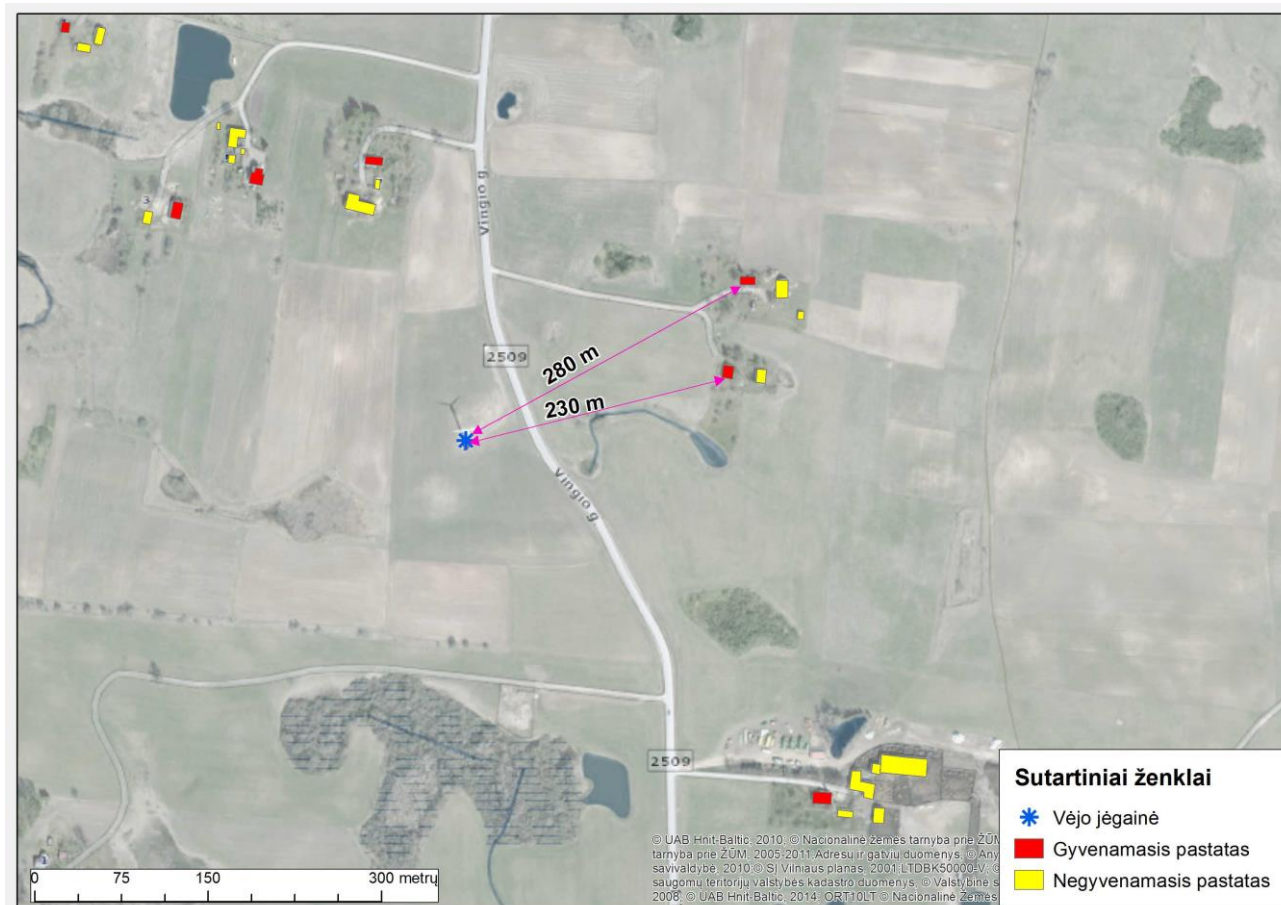 3
Vingio g
2509
280 m
230 m
Vingio g
2509
1
0 75 150 300 metrų
Sutartiniai ženklai
Vėjo jėgainė
Gyvenamasis pastatas
Negyvenamasis pastatas
© UAB Hnit-Baltic, 2010, © Nacionalinė žemės tarnyba prie ŽŪM
tarnyba prie ŽŪM, 2005-2011, Adresų ir gatvių duomenys, © Any
savivaldybė, 2010, © SĮ Vilniaus planas, 2001, LTDBK50000-V; ©
saugomų teritorijų valstybės kadastro duomenys, © Valstybinė s
2008, © UAB Hnit-Baltic, 2014, ORT10LT © Nacionalinė Žemės